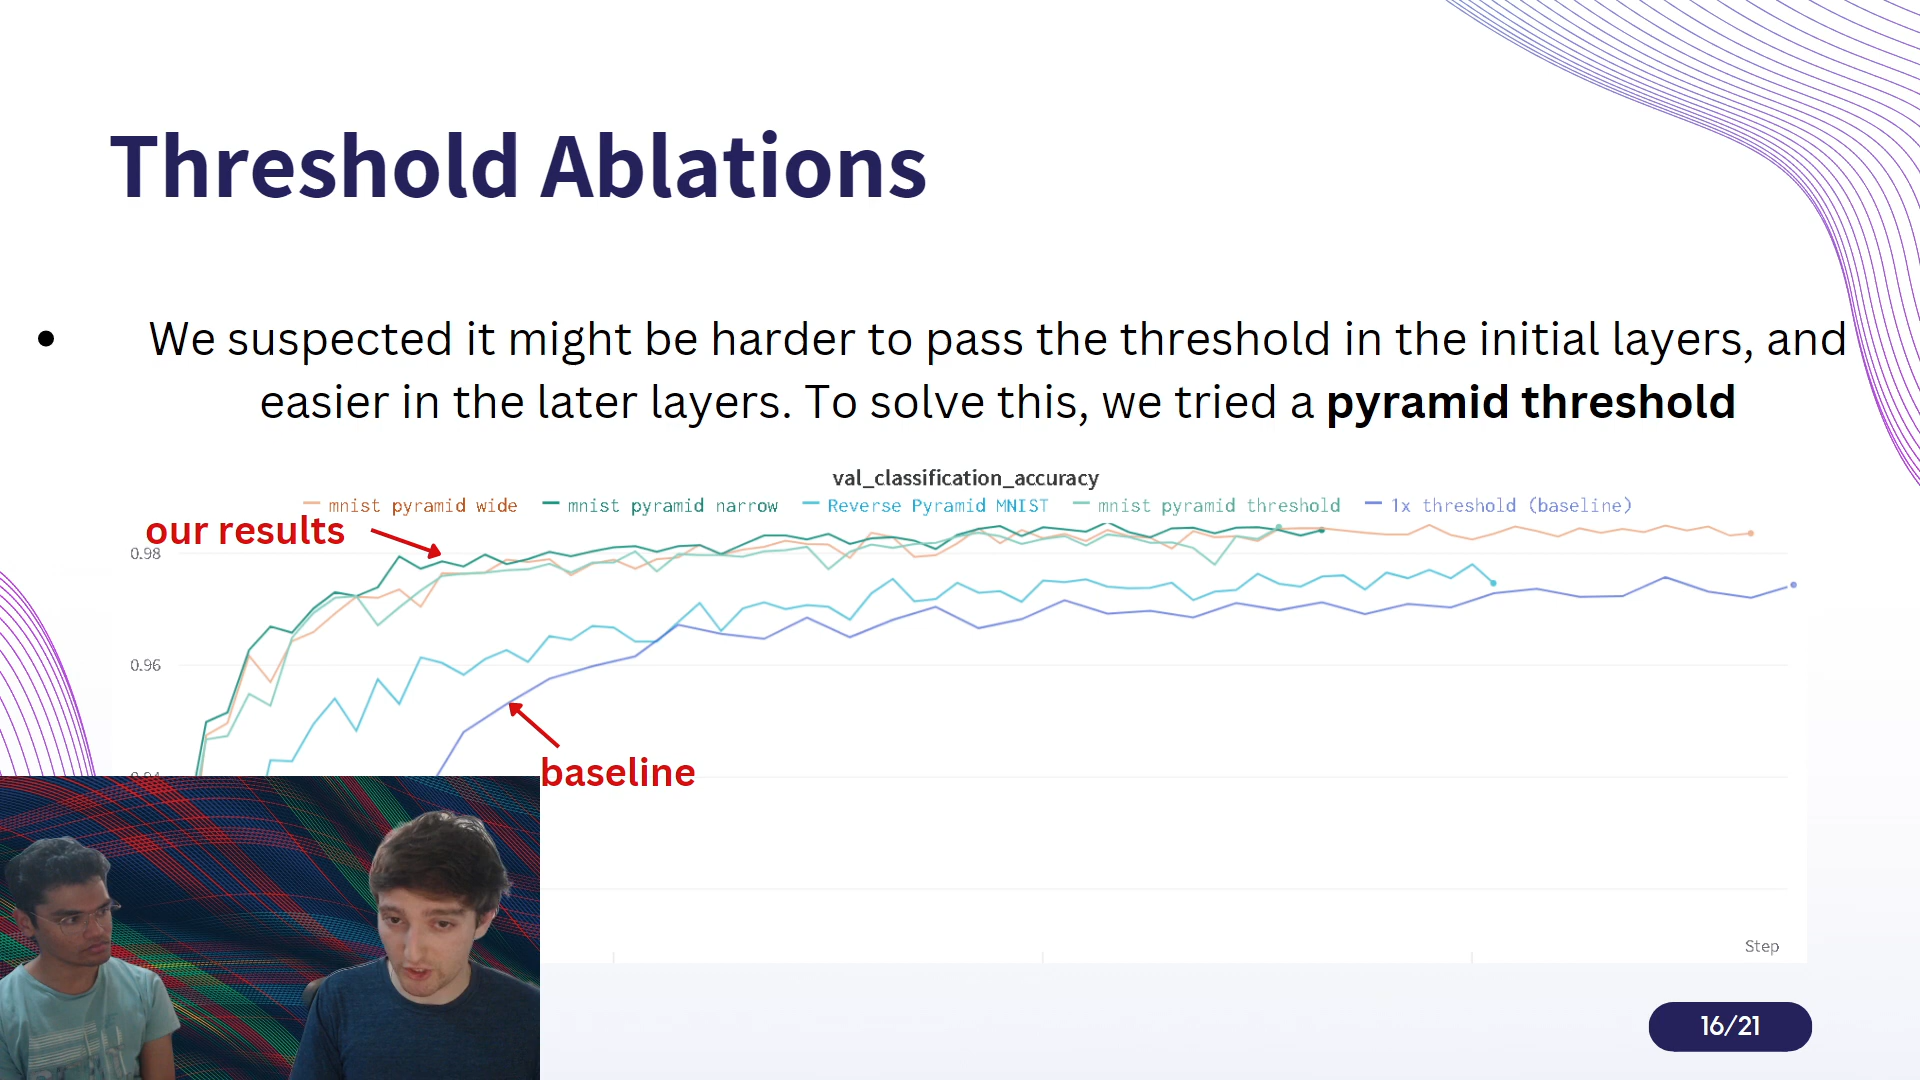 Threshold Ablations
• We suspected it might be harder to pass the threshold in the initial layers, and
easier in the later layers. To solve this, we tried a pyramid threshold
val_classification_accuracy
mnist pyramid wide mnist pyramid narrow Reverse Pyramid MNIST mnist pyramid threshold 1x threshold (baseline)
our results
0.98
0.96
baseline
Step
16/21